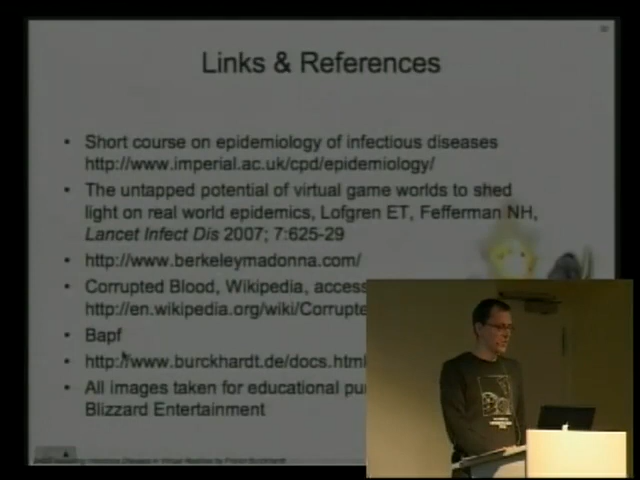 Links & References
• Short course on epidemiology of infectious diseases
http://www.imperial.ac.uk/cpd/epidemiology/
• The untapped potential of virtual game worlds to shed
light on real world epidemics, Lofgren ET, Fefferman NH,
Lancet Infect Dis 2007; 7:625-29
• http://www.berkeleymadonna.com/
• Corrupted Blood, Wikipedia, access
http://en.wikipedia.org/wiki/Corrupte
• Bapf
• http://www.burckhardt.de/docs.html
• All images taken for educational pu
Blizzard Entertainment